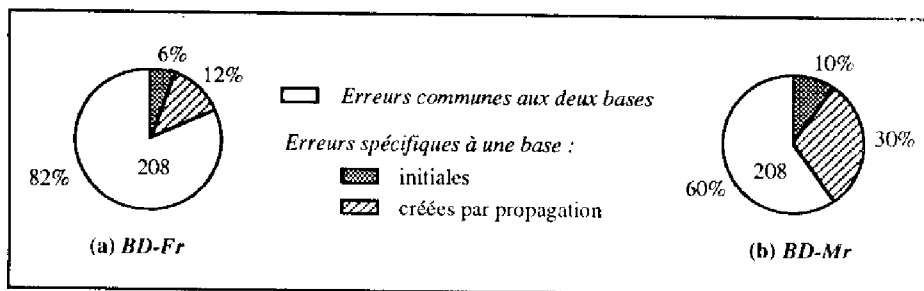 6%
12%
82%
208
(a) BD-Fr
Erreurs communes aux deux bases
Erreurs spécifiques à une base :
initiales
créées par propagation
10%
30%
60%
208
(b) BD-Mr